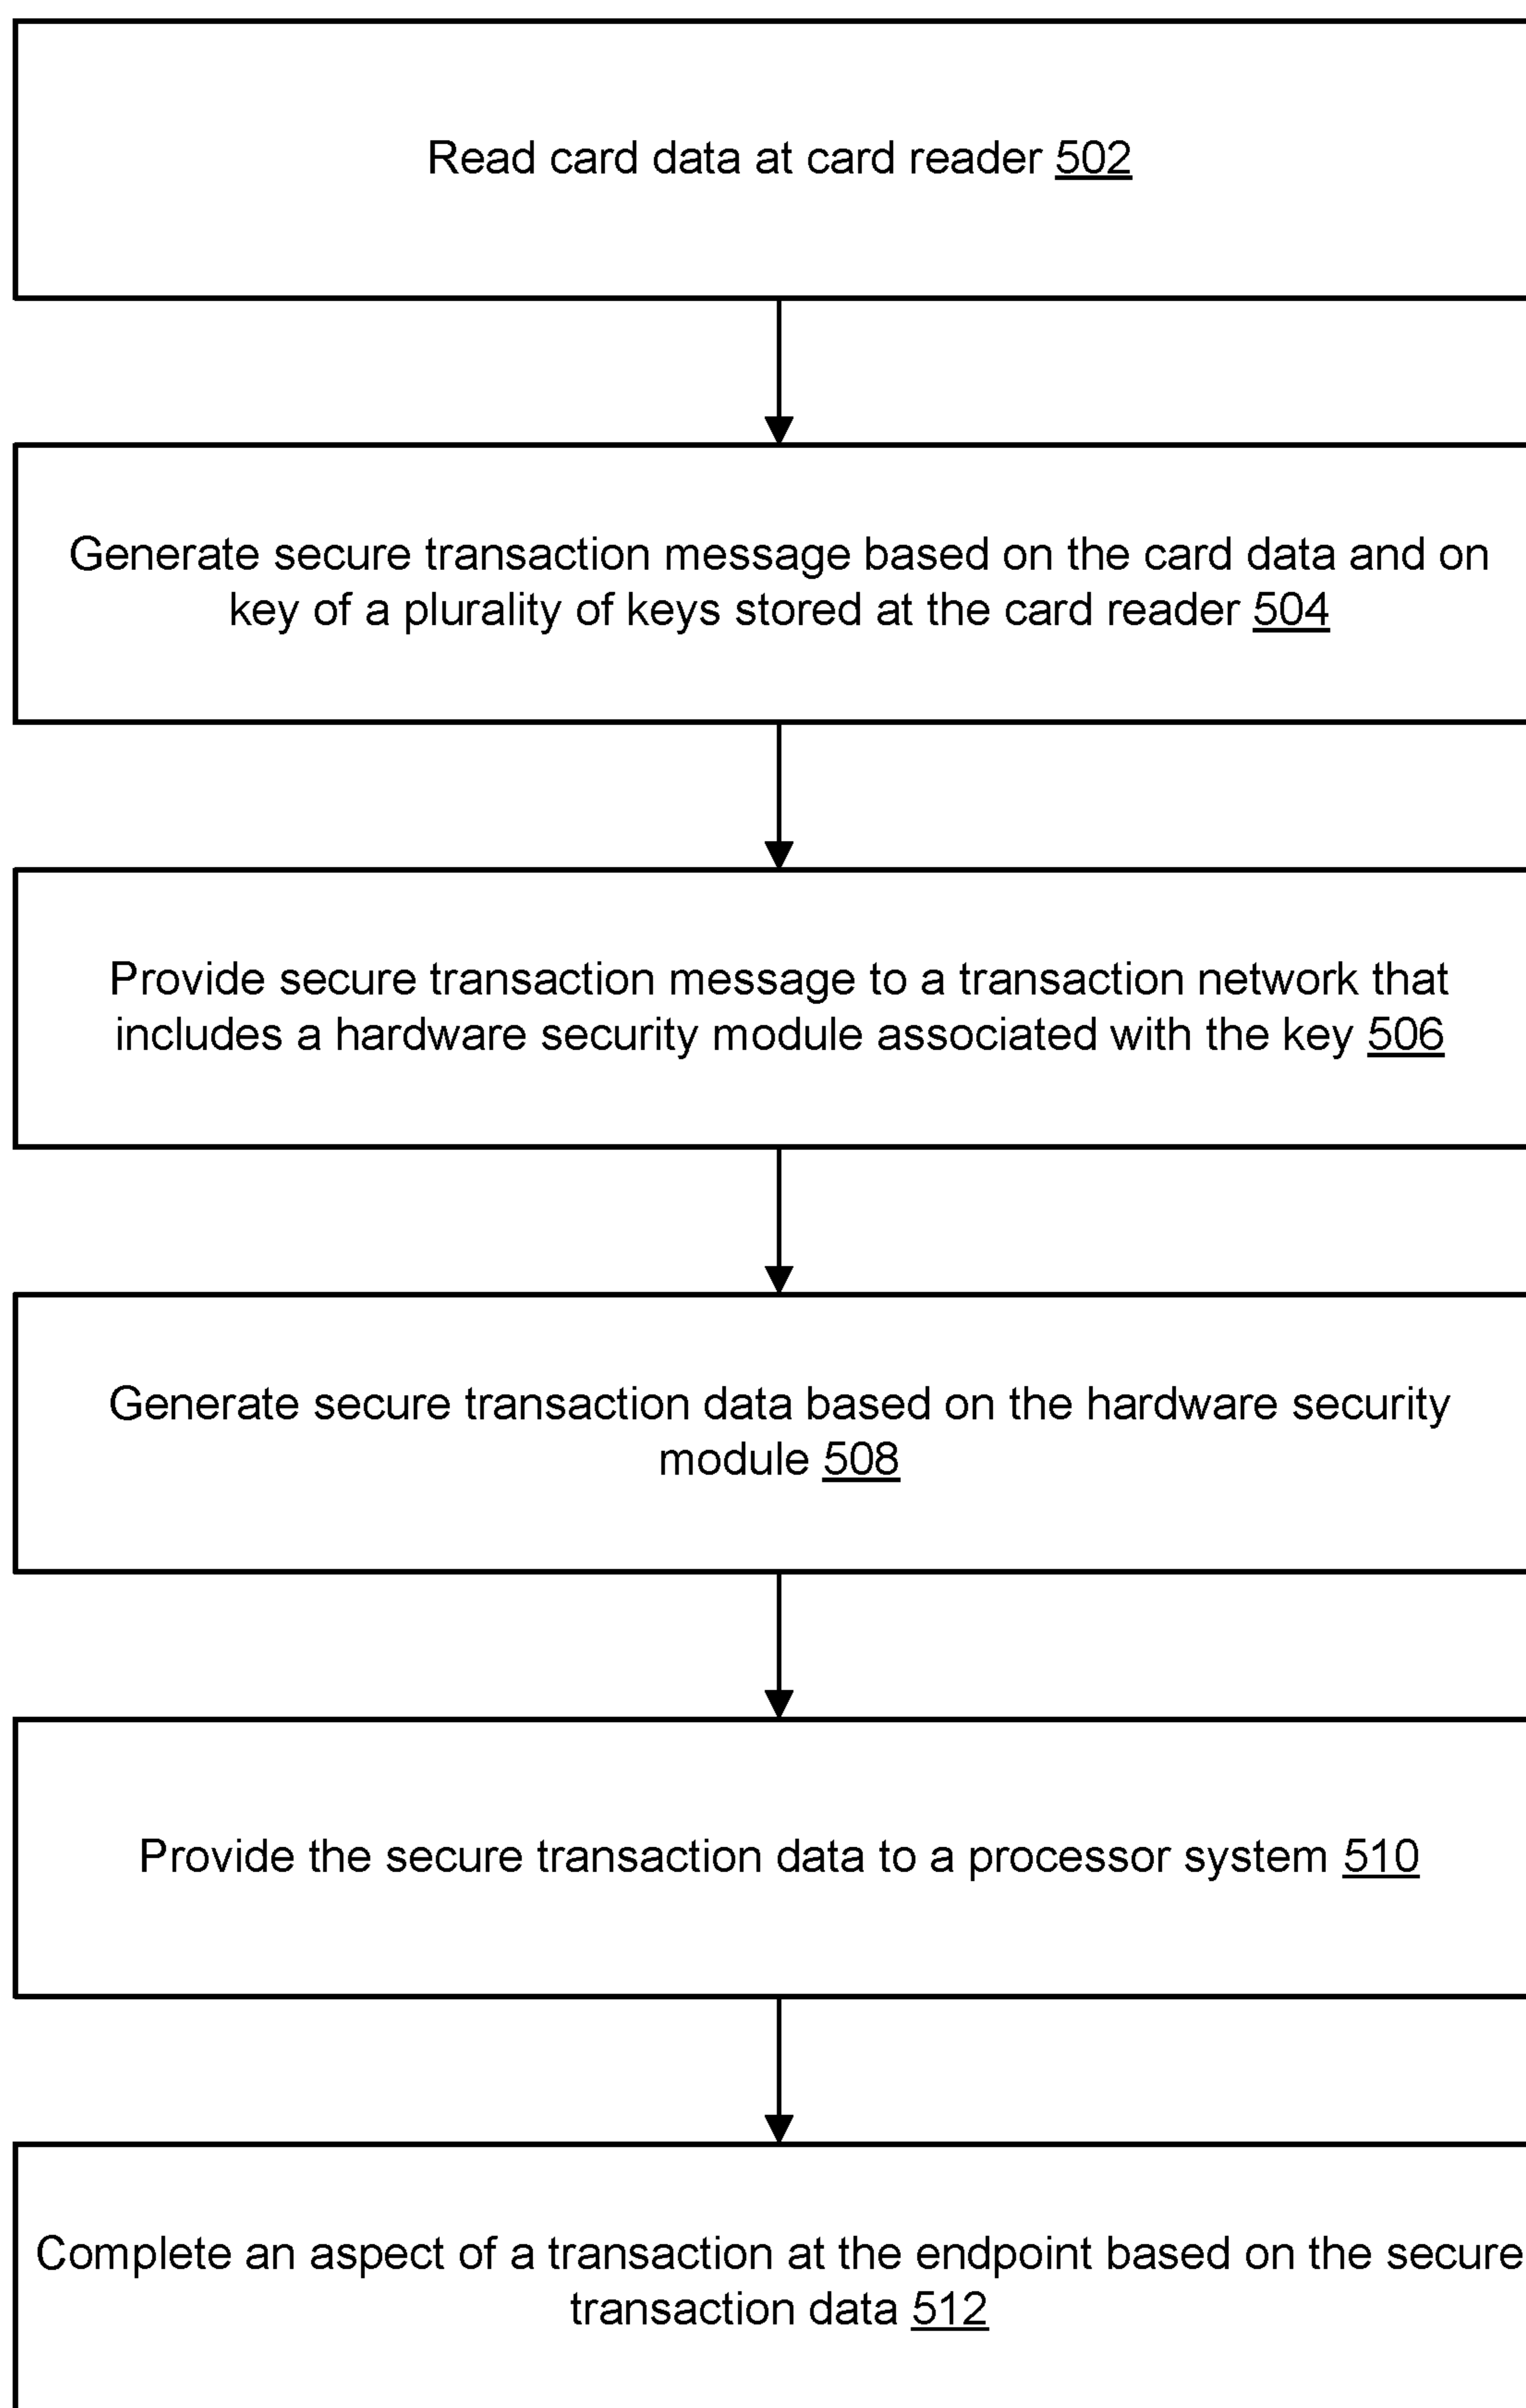 Read card data at card reader 502
Generate secure transaction message based on the card data and on
key of a plurality of keys stored at the card reader 504
Provide secure transaction message to a transaction network that
includes a hardware security module associated with the key 506
Generate secure transaction data based on the hardware security
module 508
Provide the secure transaction data to a processor system 510
Complete an aspect of a transaction at the endpoint based on the secure
transaction data 512